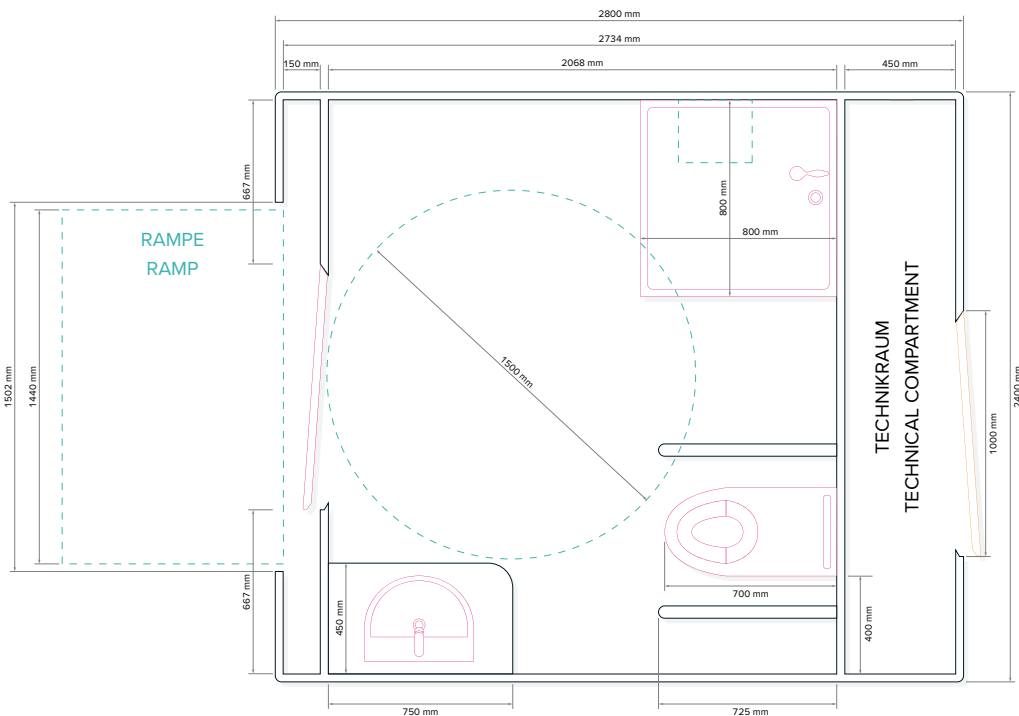 2800 mm
2734 mm
150 mm
2068 mm
450 mm
667 mm
800 mm
800 mm
RAMPE
RAMP
1502 mm
1440 mm
1500 mm
TECHNIKRAUM
TECHNICAL COMPARTMENT
1000 mm
2400 mm
667 mm
450 mm
700 mm
400 mm
750 mm
725 mm